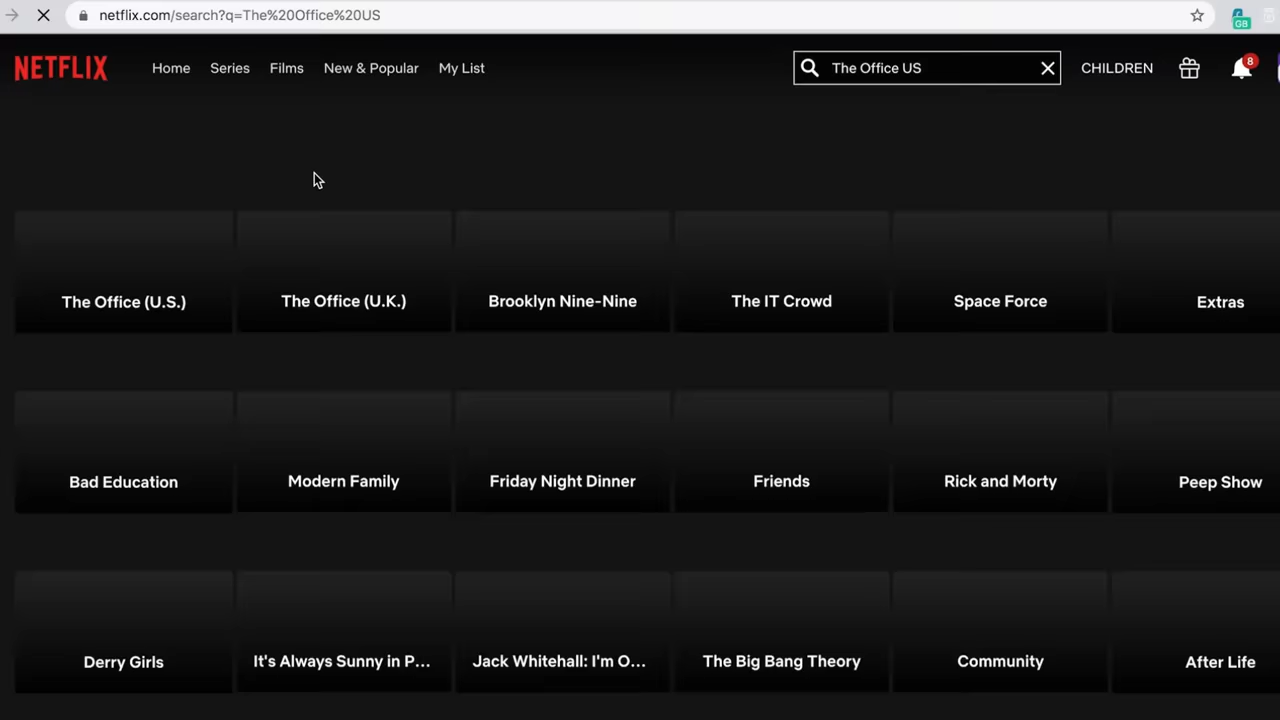 netflix.com/search?q=The%20Office%20US
GB
NETFLIX
Home
Series
Films
New & Popular
My List
The Office US
CHILDREN
8
The Office (U.S.)
The Office (U.K.)
Brooklyn Nine-Nine
The IT Crowd
Space Force
Extras
Bad Education
Modern Family
Friday Night Dinner
Friends
Rick and Morty
Peep Show
Derry Girls
It's Always Sunny in P...
Jack Whitehall: I'm O...
The Big Bang Theory
Community
After Life